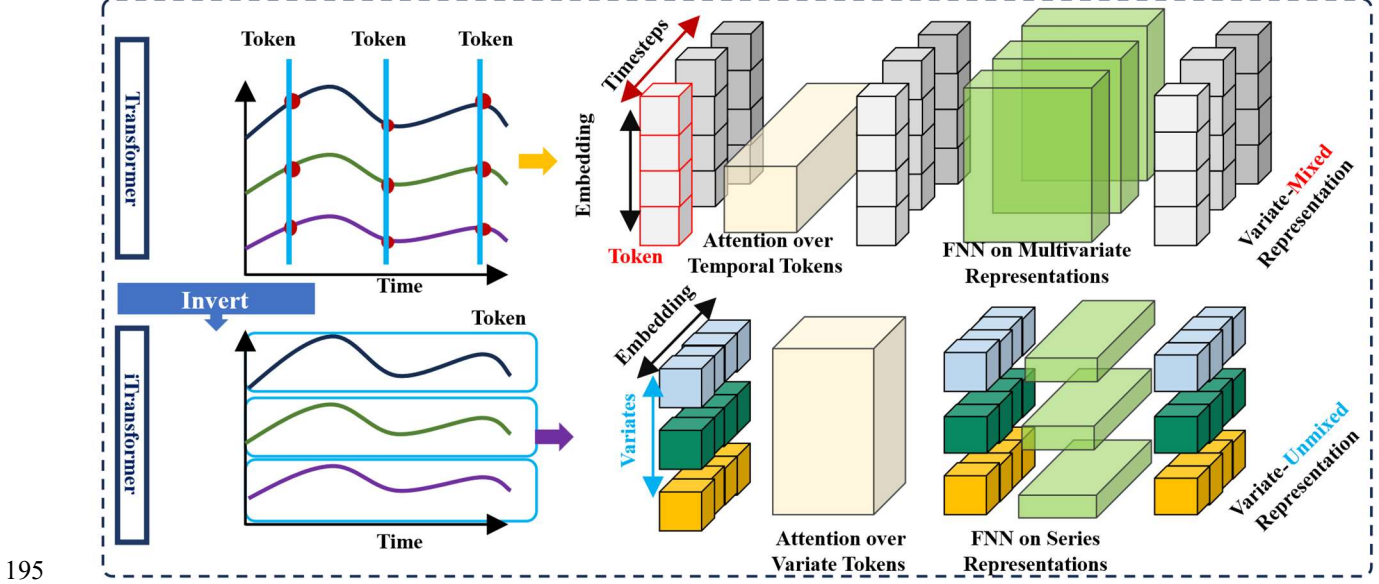 Transformer
Token
Token
Token
Time
Timesteps
Embedding
Token
Attention over
Temporal Tokens
FNN on Multivariate
Representations
Variate-Mixed
Representation
Invert
iTransformer
Token
Time
Embedding
Variates
Attention over
Variate Tokens
FNN on Series
Representations
Variate-Unmixed
Representation
195